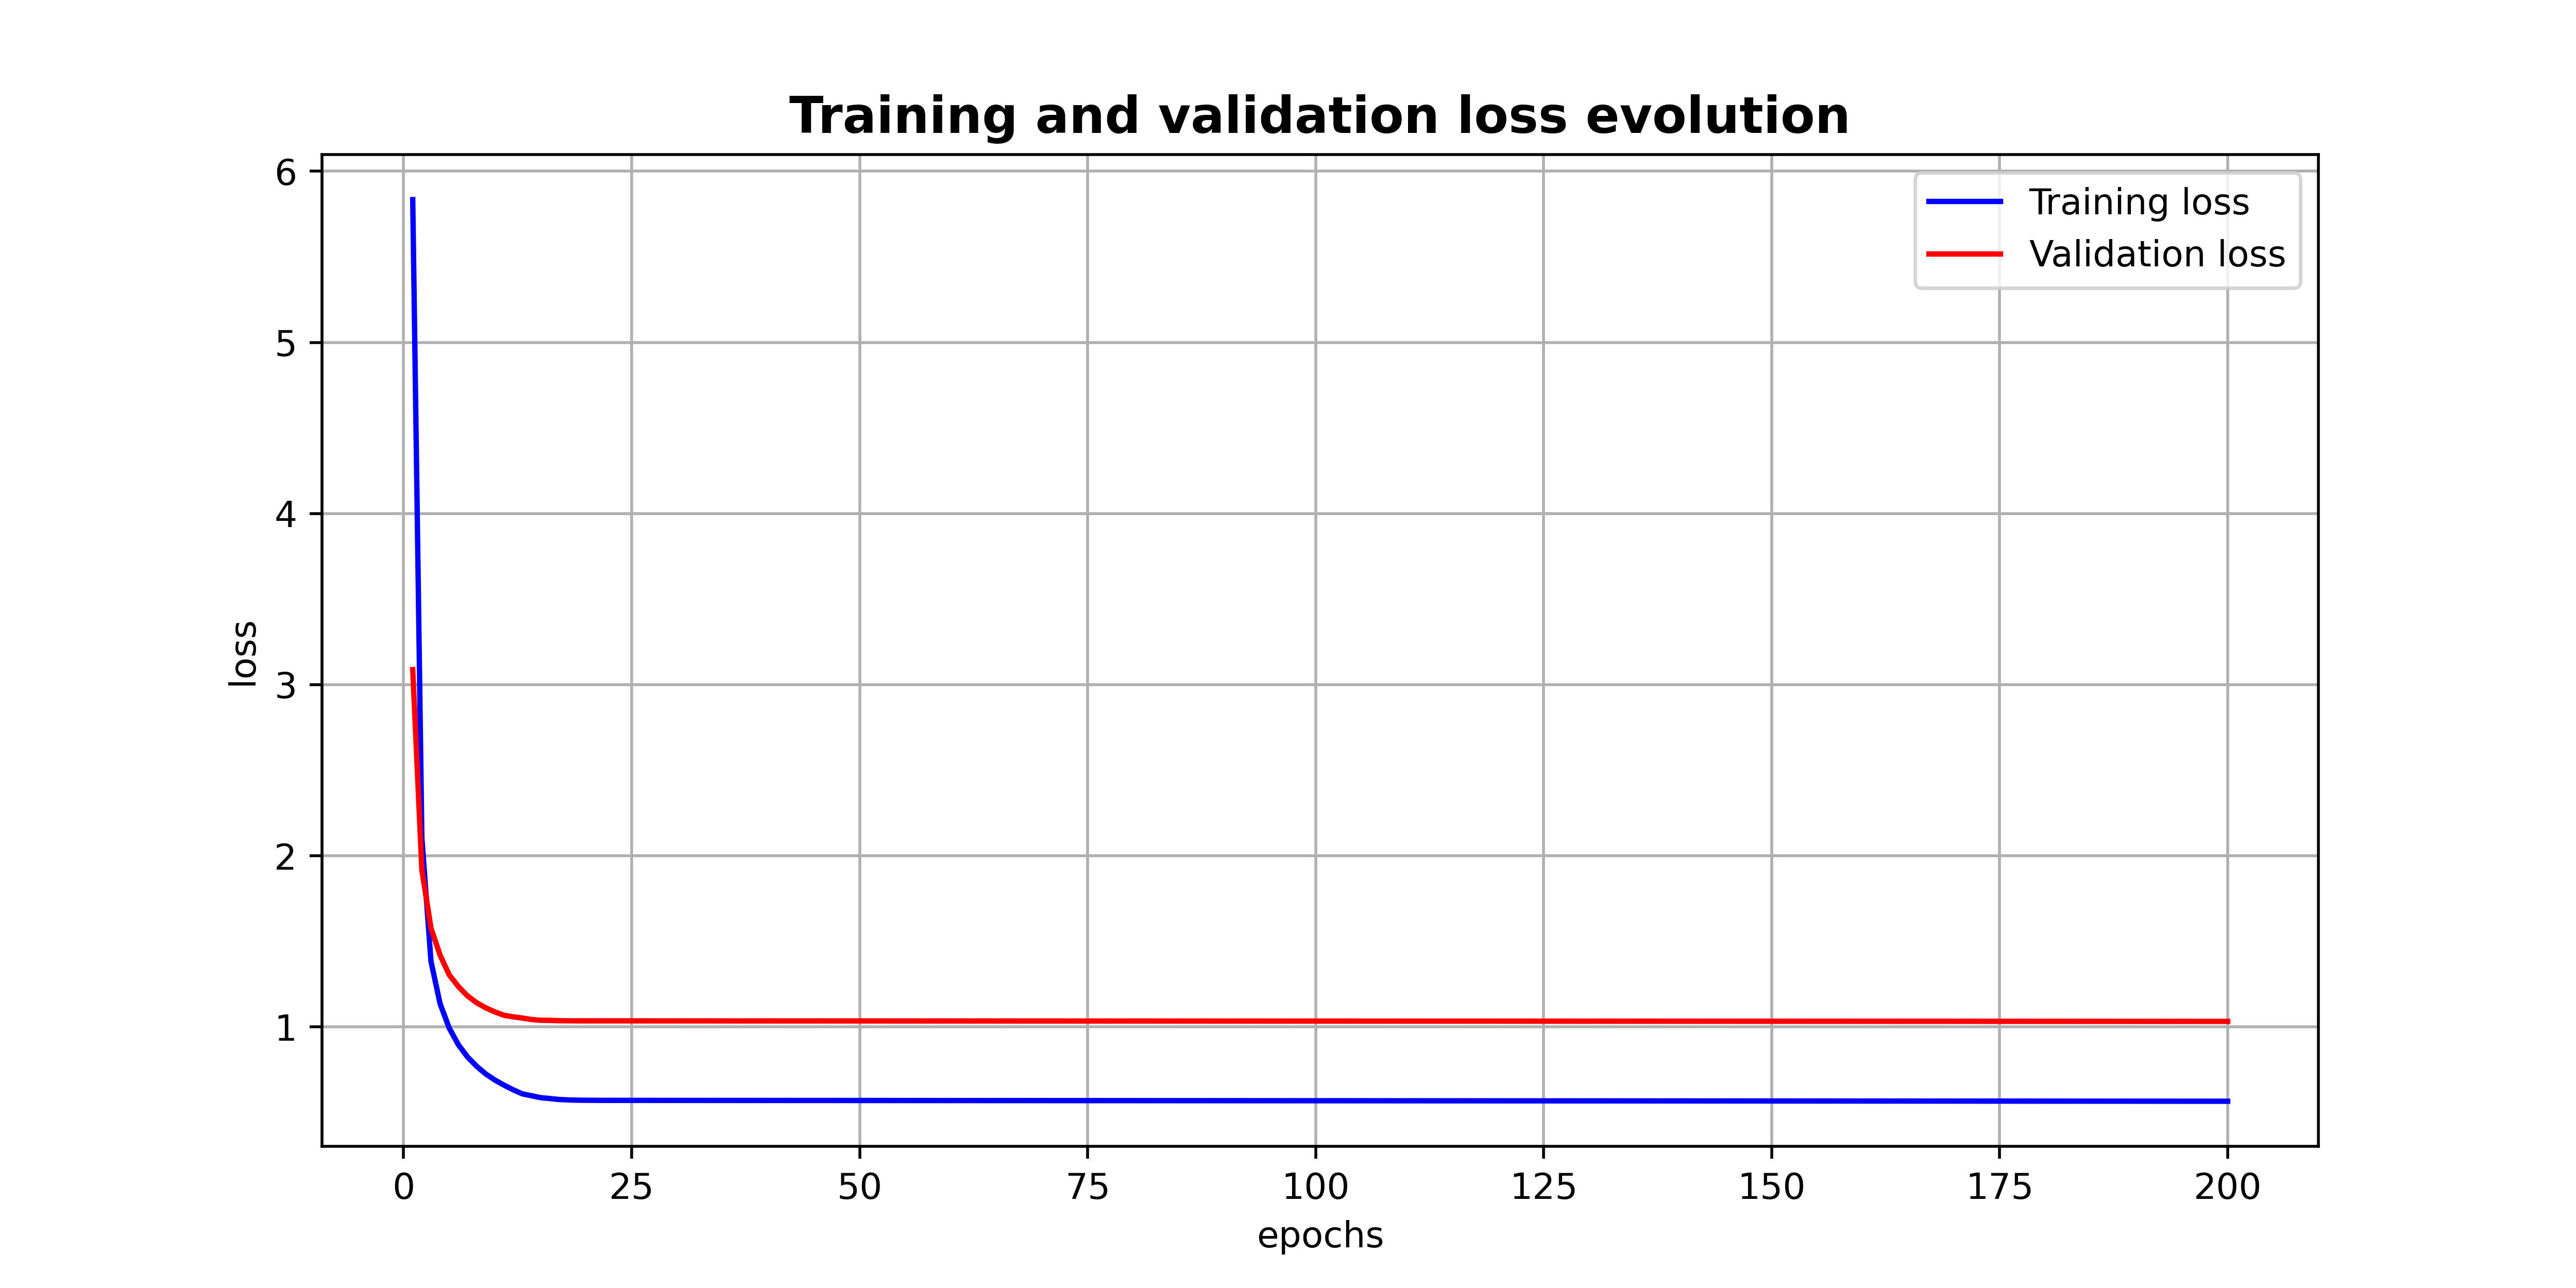 Training and validation loss evolution
6
5
4
3
2
1
loss
Training loss
Validation loss
0 25 50 75 100 125 150 175 200
epochs